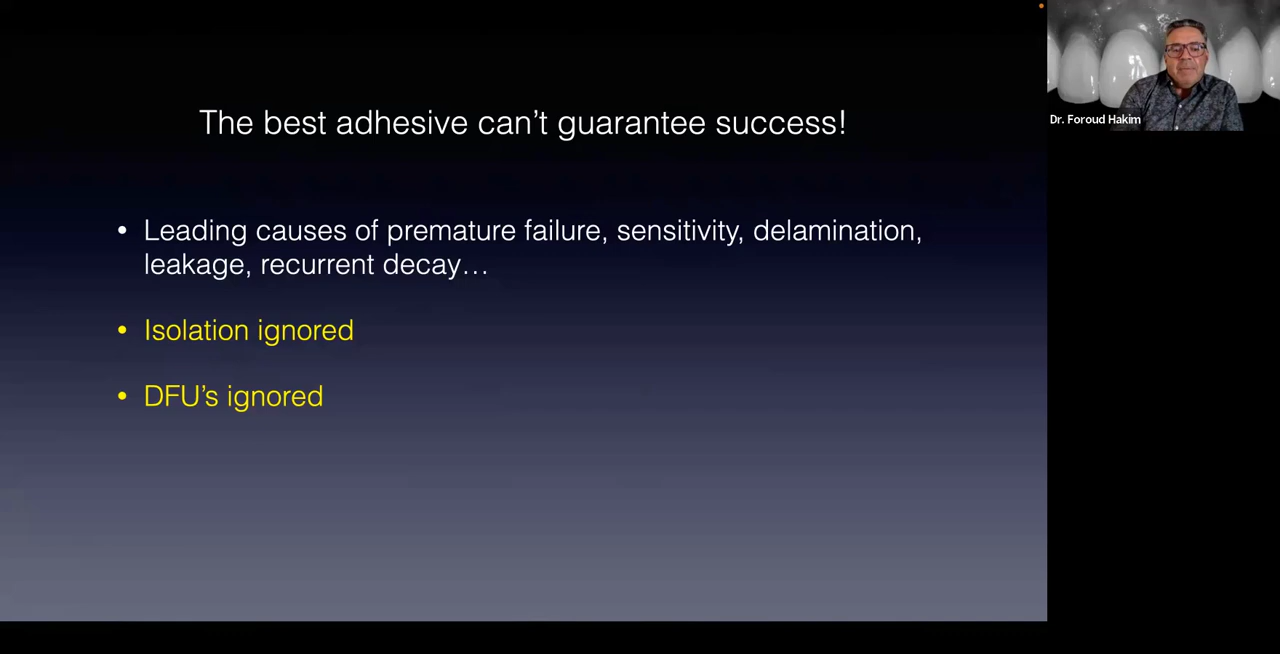 The best adhesive can't guarantee success!
• Leading causes of premature failure, sensitivity, delamination,
leakage, recurrent decay…
• Isolation ignored
• DFU's ignored
Dr. Foroud Hakim